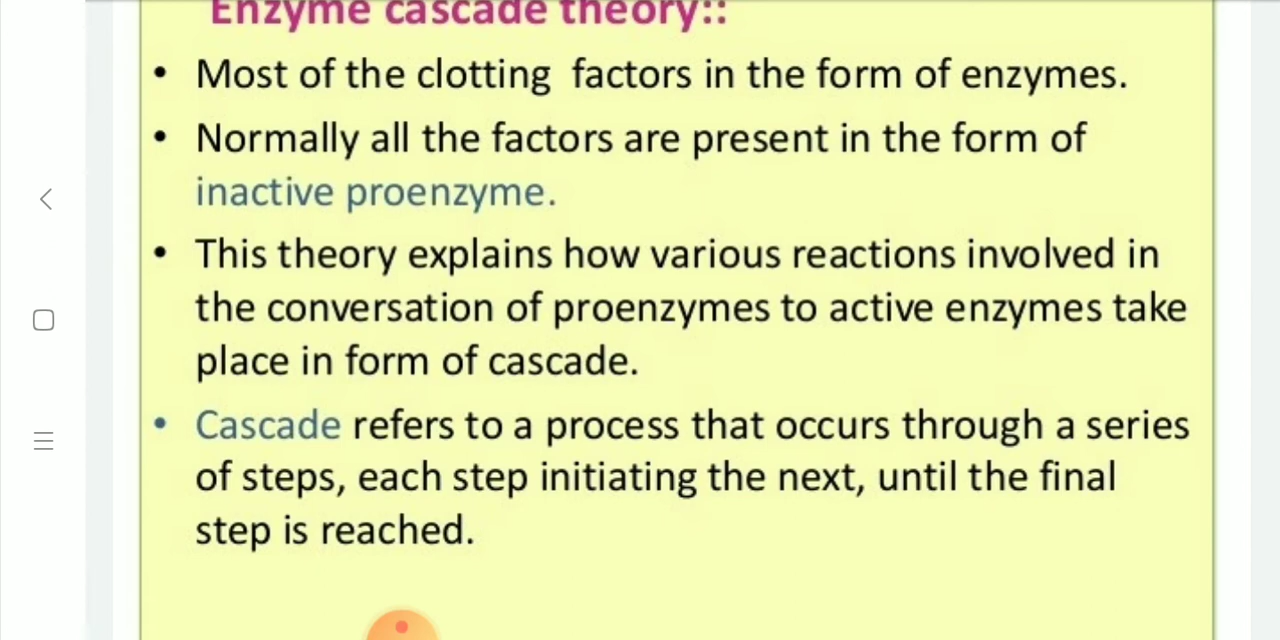 Enzyme cascade theory::
• Most of the clotting factors in the form of enzymes.
• Normally all the factors are present in the form of
inactive proenzyme.
• This theory explains how various reactions involved in
the conversation of proenzymes to active enzymes take
place in form of cascade.
• Cascade refers to a process that occurs through a series
of steps, each step initiating the next, until the final
step is reached.